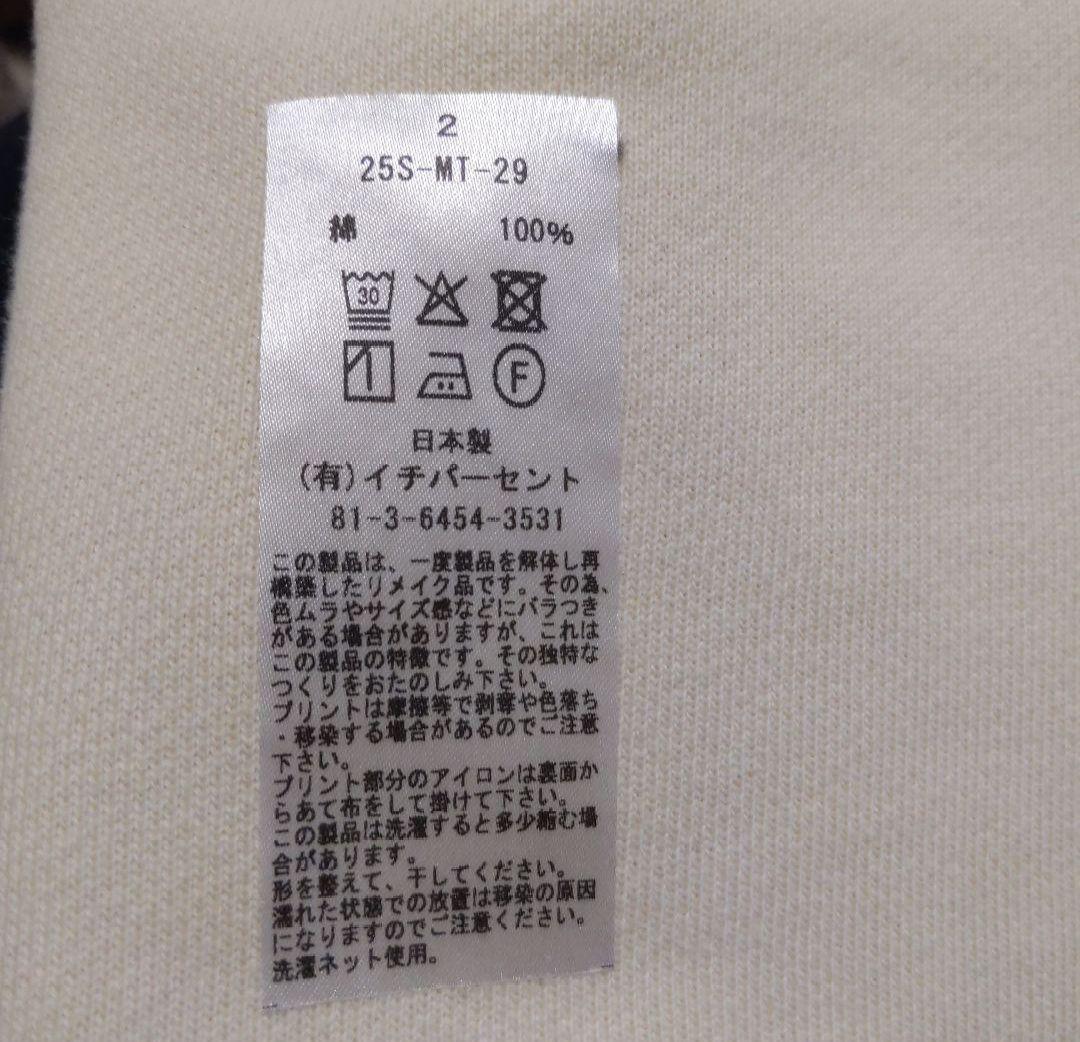 2
25S-MT-29
綿 100%
30
F
日本製
(有)イチパーセント
81-3-6454-3531
この製品は、一度製品を解体し再
構築したリメイク品です。その為、
色ムラやサイズ感などにバラつき
がある場合がありますが、これは
この製品の特徴です。その独特な
つくりをおたのしみ下さい。
プリントは摩擦等で剥奪や色落ち
・移染する場合があるのでご注意
下さい。
プリント部分のアイロンは裏面か
らあて布をして掛けて下さい。
この製品は洗濯すると多少縮む場
合があります。
形を整えて、干してください。
濡れた状態での放置は移染の原因
になりますのでご注意ください。
洗濯ネット使用。